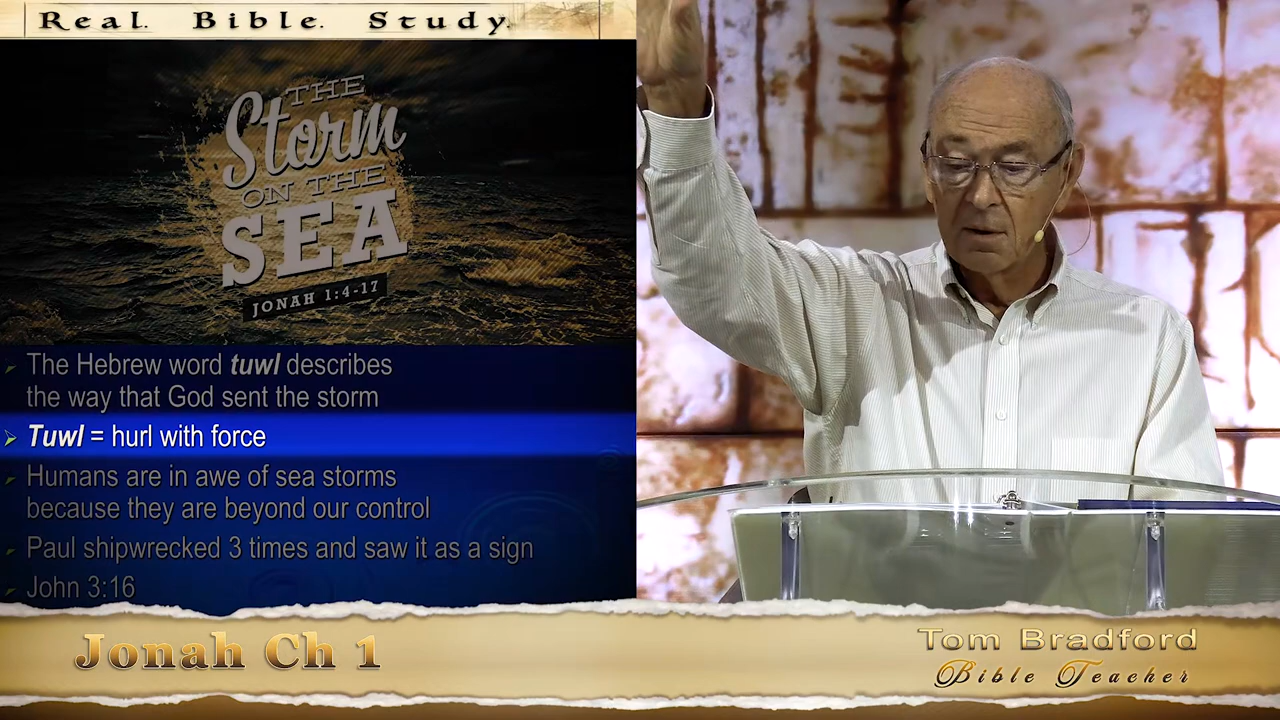 Real. Bible. Study.
THE
Storm
ON THE
SEA
JONAH 1:4-17
The Hebrew word tuwl describes
the way that God sent the storm
Tuwl = hurl with force
Humans are in awe of sea storms
because they are beyond our control
Paul shipwrecked 3 times and saw it as a sign
John 3:16
Jonah Ch 1
Tom Bradford
Bible Teacher